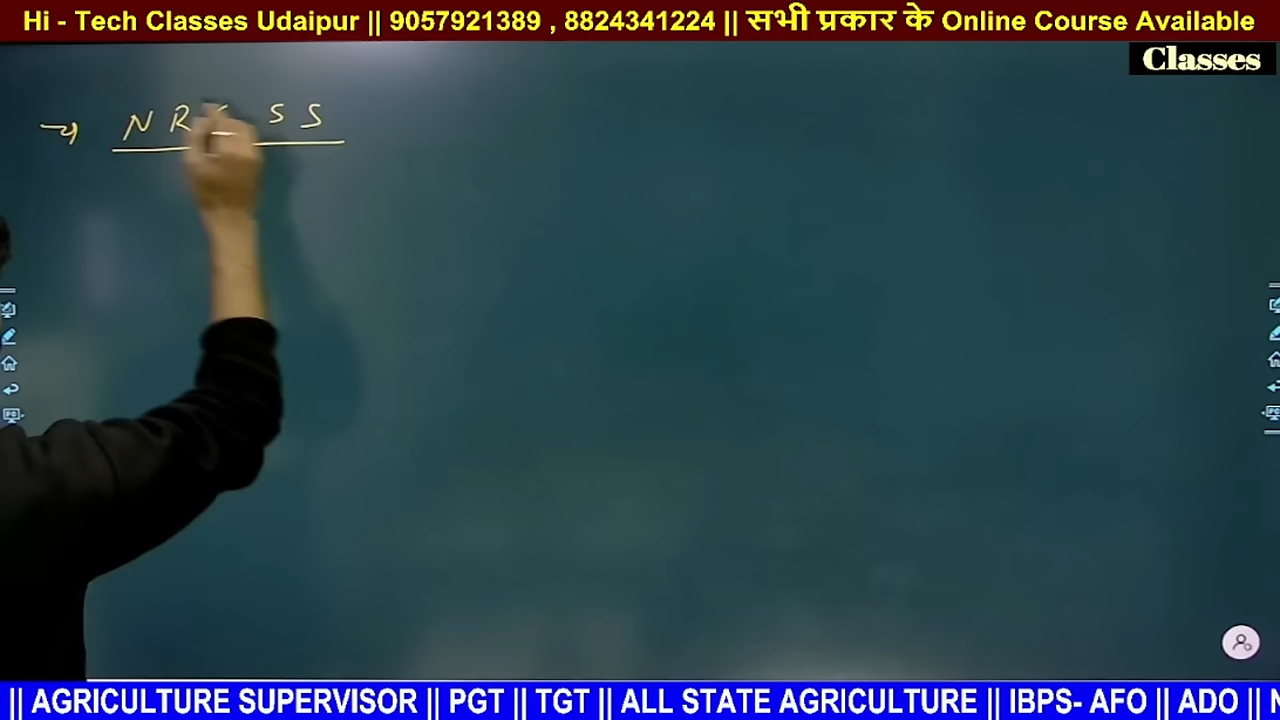 Hi - Tech Classes Udaipur || 9057921389 , 8824341224 || सभी प्रकार के Online Course Available
Classes
→ N R S S
|| AGRICULTURE SUPERVISOR || PGT || TGT || ALL STATE AGRICULTURE || IBPS- AFO || ADO ||